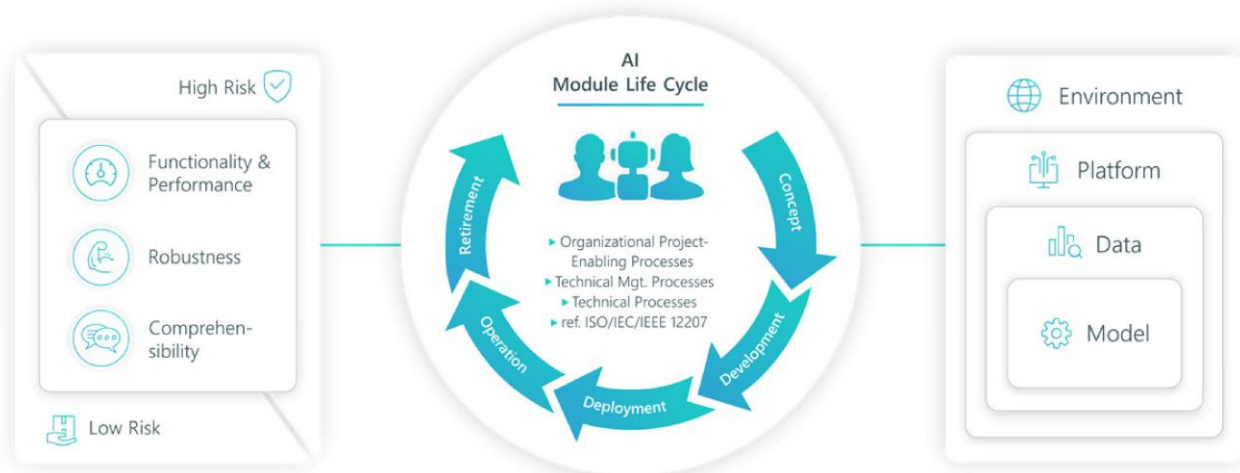 High Risk
Functionality &
Performance
Robustness
Comprehen-
sibility
Low Risk
AI
Module Life Cycle
Organizational Project-
Enabling Processes
Technical Mgt. Processes
Technical Processes
ref. ISO/IEC/IEEE 12207
Concept
Development
Deployment
Operation
Retirement
Environment
Platform
Data
Model